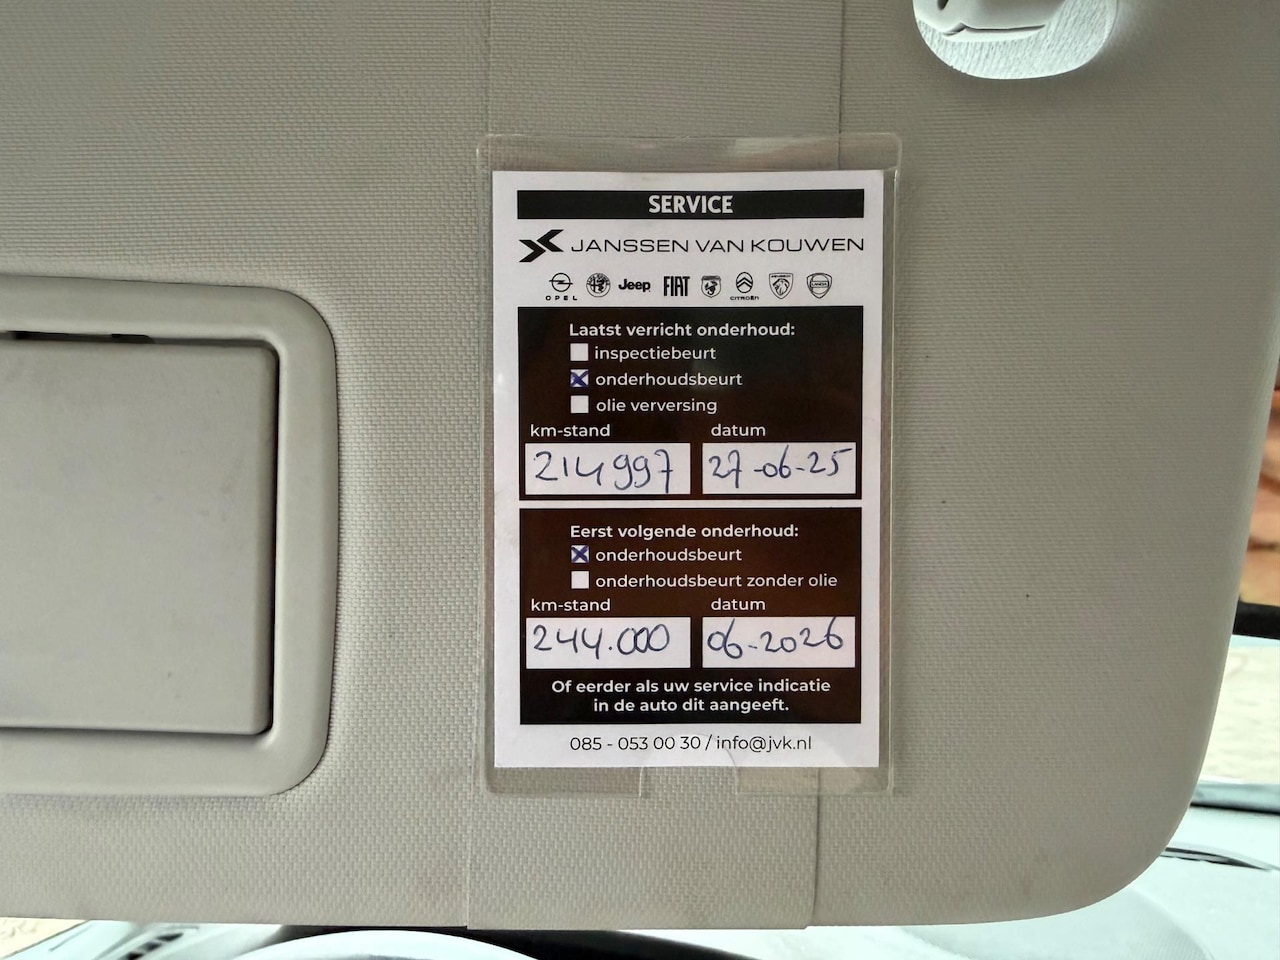 SERVICE
JANSSEN VAN KOUWEN
OPEL Jeep FIAT CITROËN PEUGEOT LANCIA
Laatst verricht onderhoud:
inspectiebeurt
onderhoudsbeurt
olie verversing
km-stand datum
214997 27-06-25
Eerst volgende onderhoud:
onderhoudsbeurt
onderhoudsbeurt zonder olie
km-stand datum
244.000 06-2026
Of eerder als uw service indicatie
in de auto dit aangeeft.
085 - 053 00 30 / info@jvk.nl